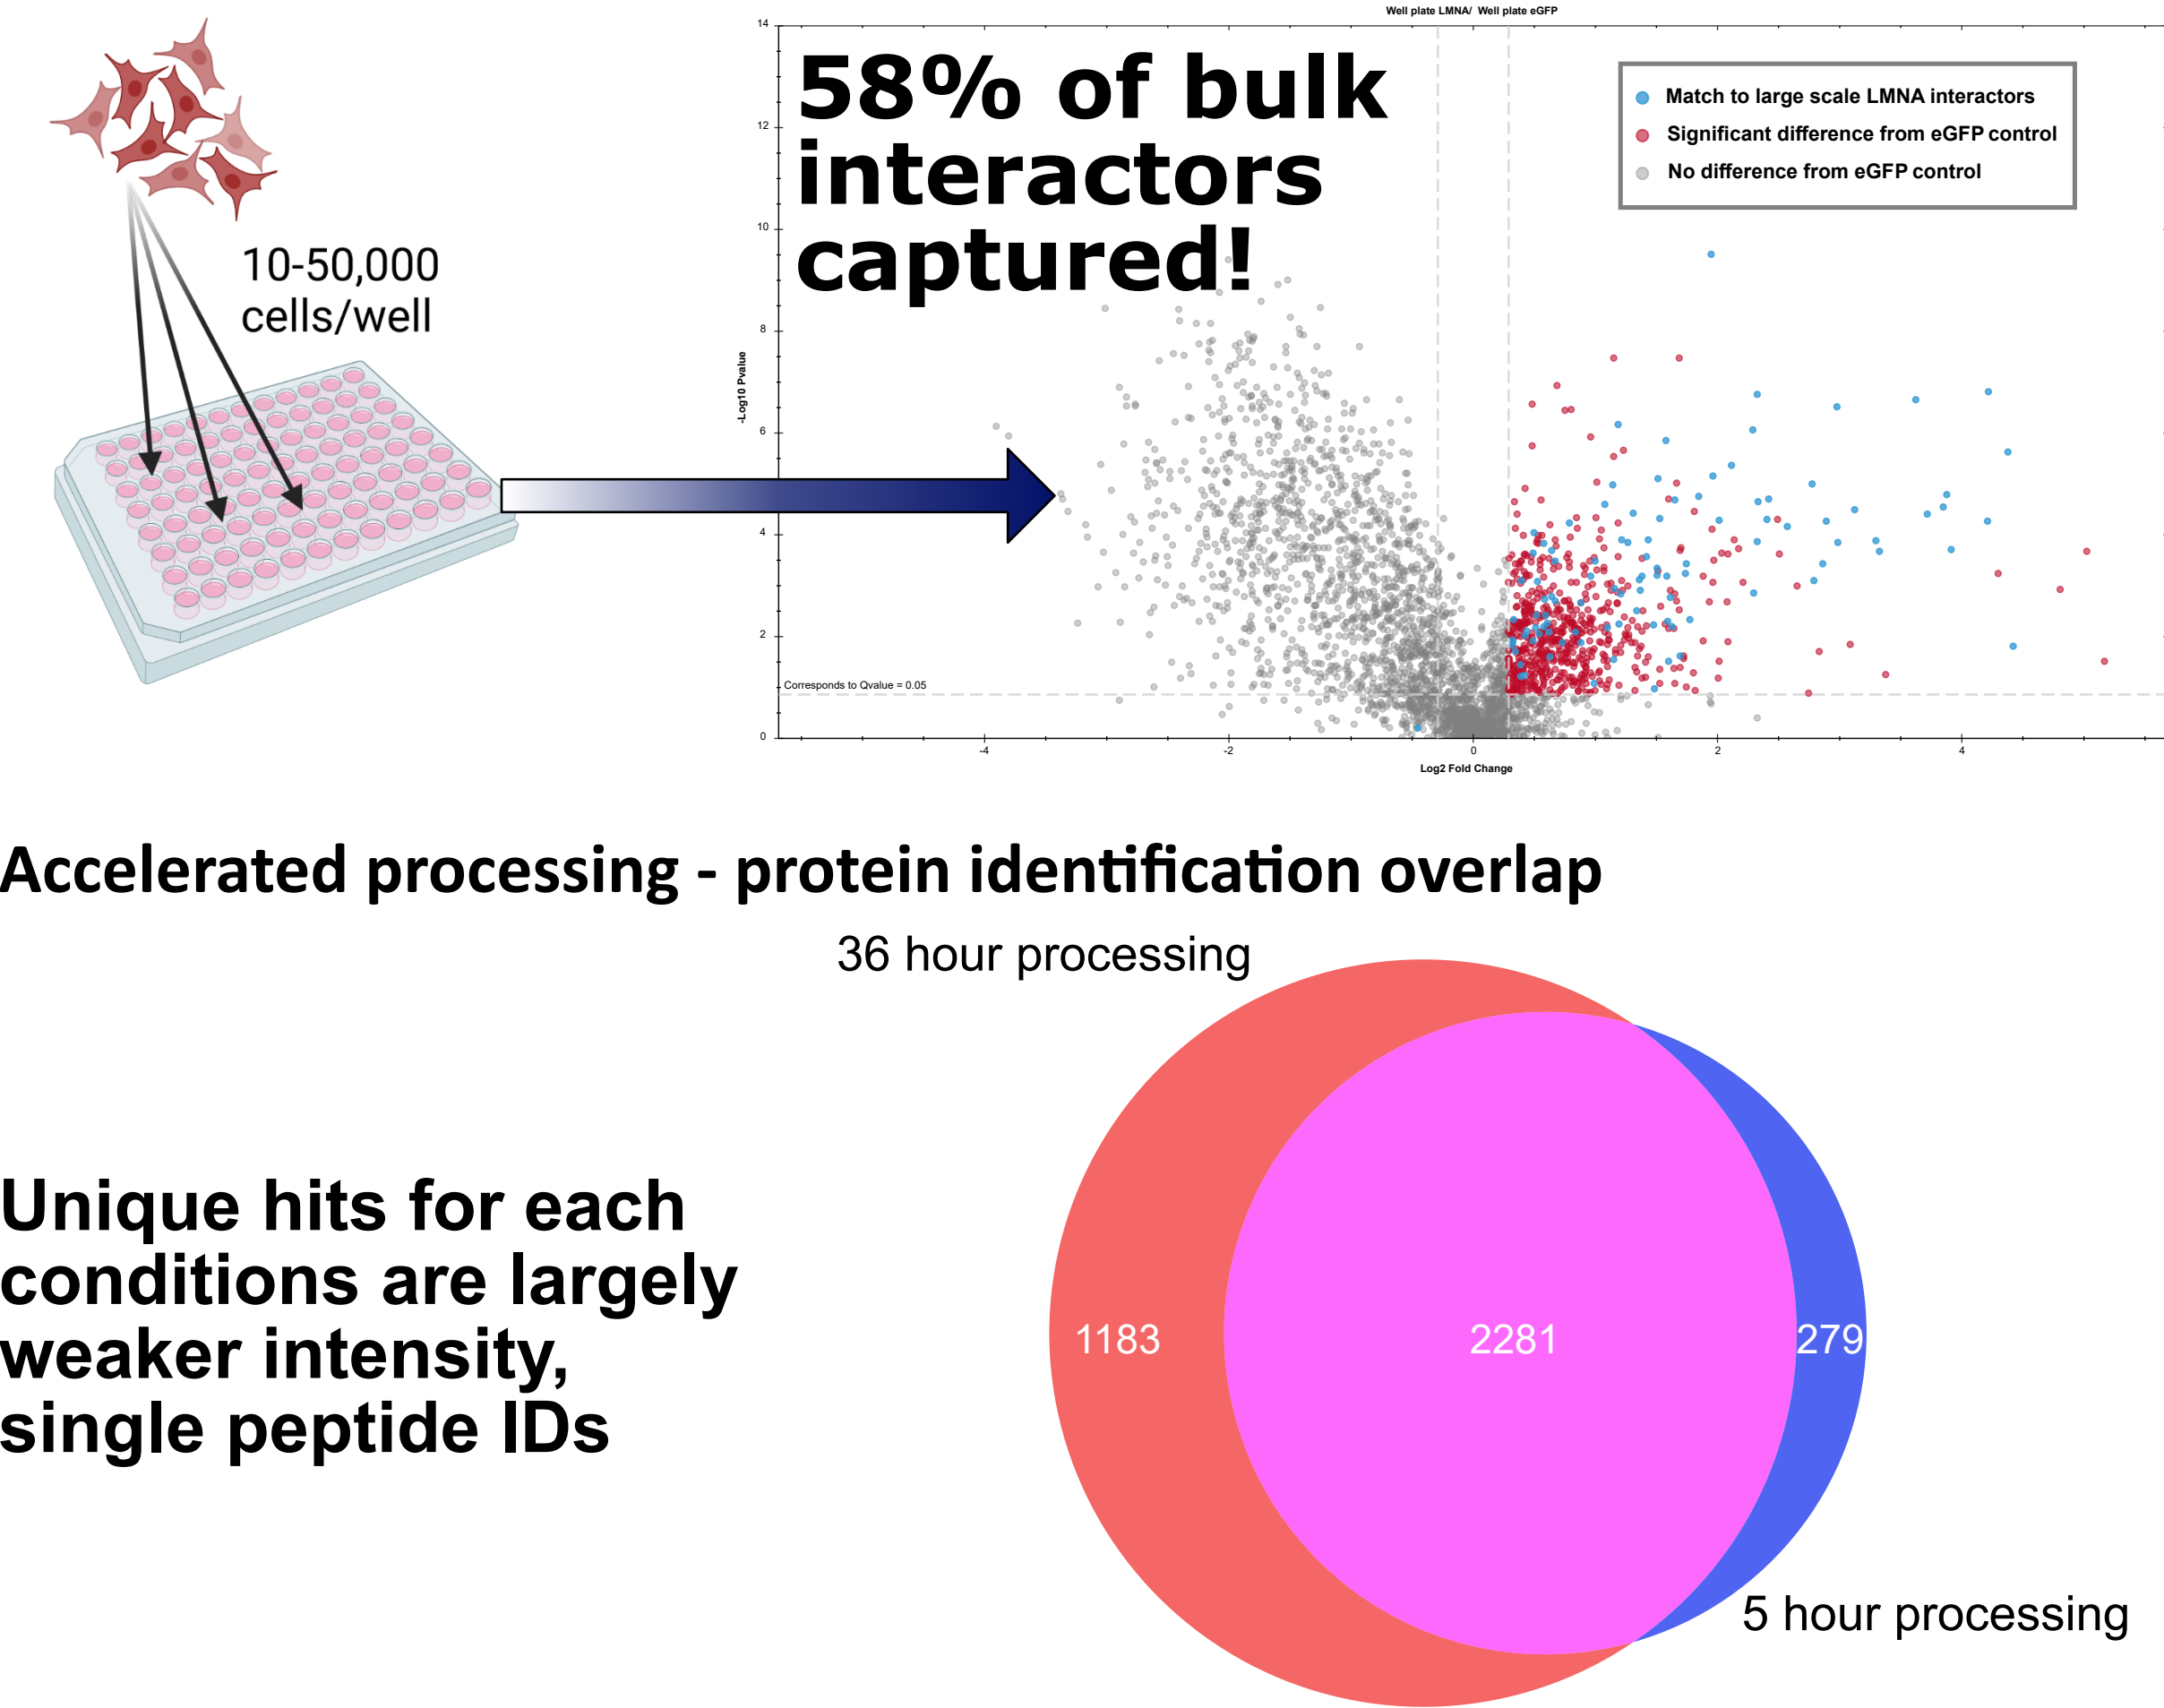 Well plate LMNA/ Well plate eGFP
58% of bulk
interactors
captured!
Match to large scale LMNA interactors
Significant difference from eGFP control
No difference from eGFP control
10-50,000
cells/well
14
12
10
8
6
4
2
0
-Log10 Pvalue
Corresponds to Qvalue = 0.05
-4
-2
0
2
4
Log2 Fold Change
Accelerated processing - protein identification overlap
36 hour processing
Unique hits for each
conditions are largely
weaker intensity,
single peptide IDs
1183
2281
279
5 hour processing